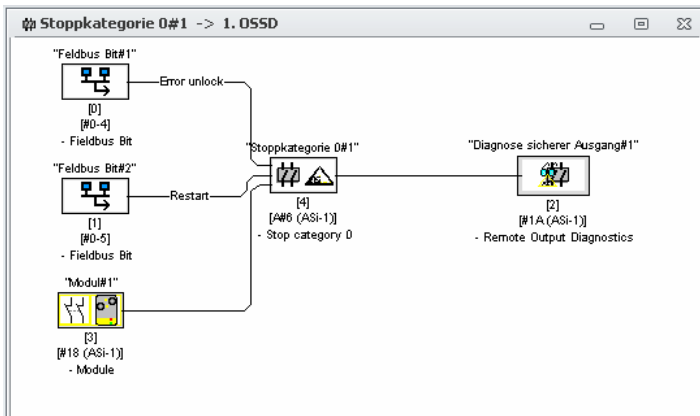 Stoppkategorie 0#1 -> 1. OSSD
"Feldbus Bit#1"
Error unlock
[0]
[#0-4]
- Fieldbus Bit
"Feldbus Bit#2"
Restart
[1]
[#0-5]
- Fieldbus Bit
"Modul#1"
[3]
[#18 (ASi-1)]
- Module
"Stoppkategorie 0#1"
[4]
[A#6 (ASi-1)]
- Stop category 0
"Diagnose sicherer Ausgang#1"
[2]
[#1A (ASi-1)]
- Remote Output Diagnostics